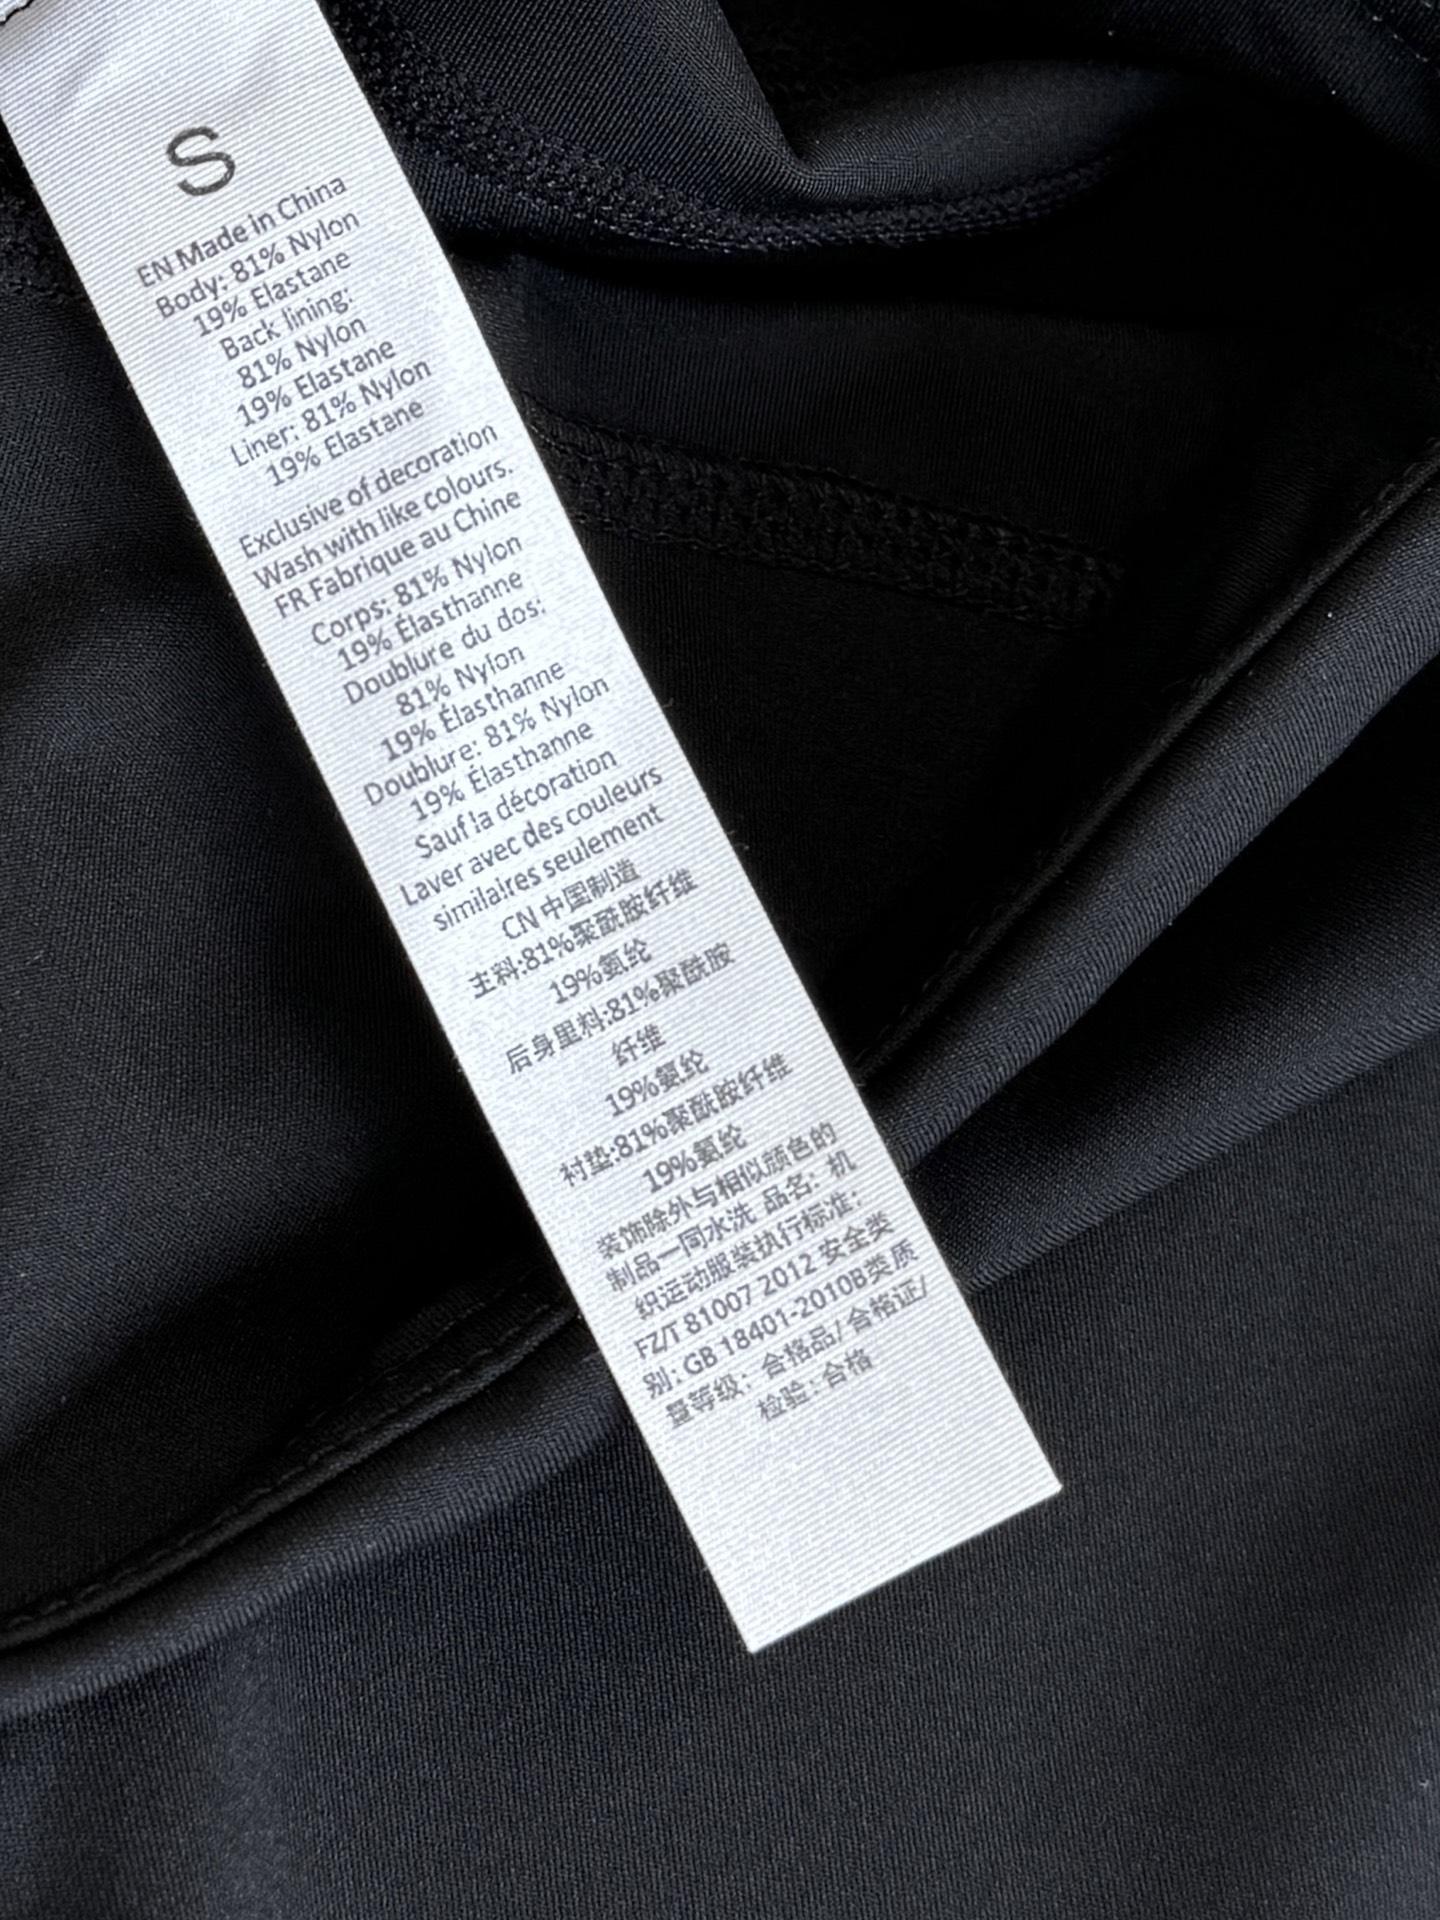 S
EN Made in China
Body: 81% Nylon
19% Elastane
Back lining:
81% Nylon
19% Elastane
Liner: 81% Nylon
19% Elastane
Exclusive of decoration
Wash with like colours.
FR Fabrique au Chine
Corps: 81% Nylon
19% Élasthanne
Doublure du dos:
81% Nylon
19% Élasthanne
Doublure: 81% Nylon
19% Élasthanne
Sauf la décoration
Laver avec des couleurs
similaires seulement
CN 中国制造
主料:81%聚酰胺纤维
19%氨纶
后身里料:81%聚酰胺
纤维
19%氨纶
衬垫:81%聚酰胺纤维
19%氨纶
装饰除外与相似颜色的
制品一同水洗 品名: 机
织运动服装执行标准:
FZ/T 81007 2012 安全类
别: GB 18401-2010B类质
量等级: 合格品/合格证/
检验: 合格